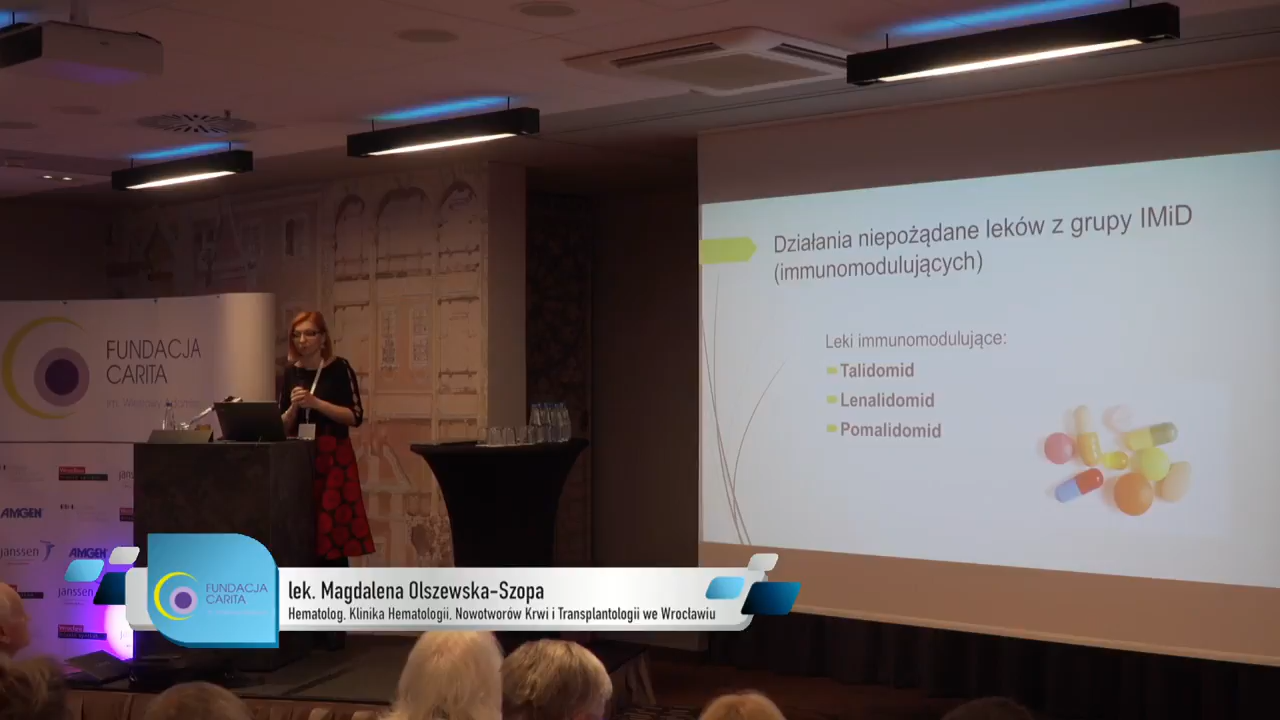 Działania niepożądane leków z grupy IMiD
(immunomodulujących)
Leki immunomodulujące:
Talidomid
Lenalidomid
Pomalidomid
FUNDACJA
CARITA
AMGEN
janssen
AMGEN
janssen
FUNDACJA
CARITA
lek. Magdalena Olszewska-Szopa
Hematolog, Klinika Hematologii, Nowotworów Krwi i Transplantologii we Wrocławiu